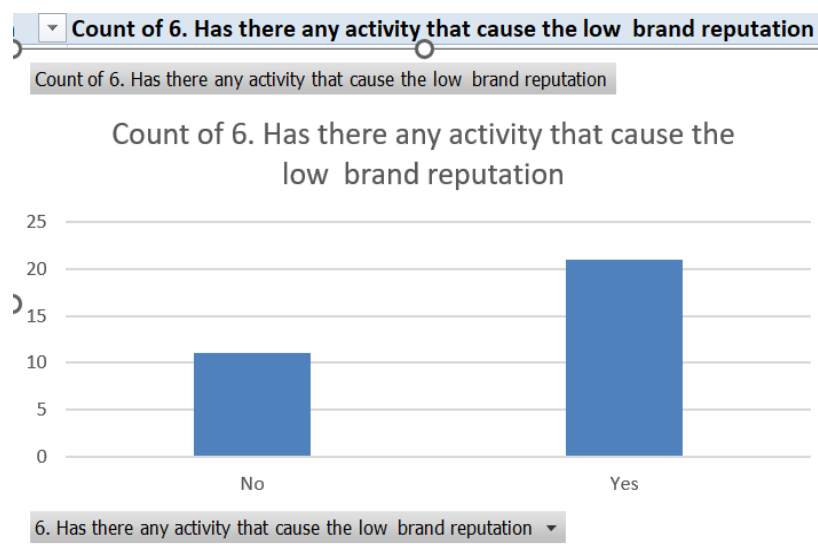 Count of 6. Has there any activity that cause the low  brand reputation
Count of 6. Has there any activity that cause the low  brand reputation
Count of 6. Has there any activity that cause the
low  brand reputation
25
20
15
10
5
0
No Yes
6. Has there any activity that cause the low  brand reputation